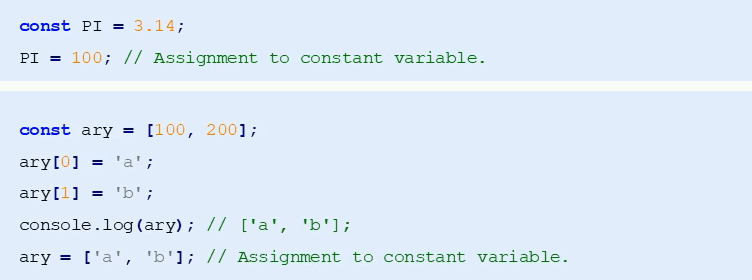 const PI = 3.14;
PI = 100; // Assignment to constant variable.
const ary = [100, 200];
ary[0] = 'a';
ary[1] = 'b';
console.log(ary); // ['a', 'b'];
ary = ['a', 'b']; // Assignment to constant variable.